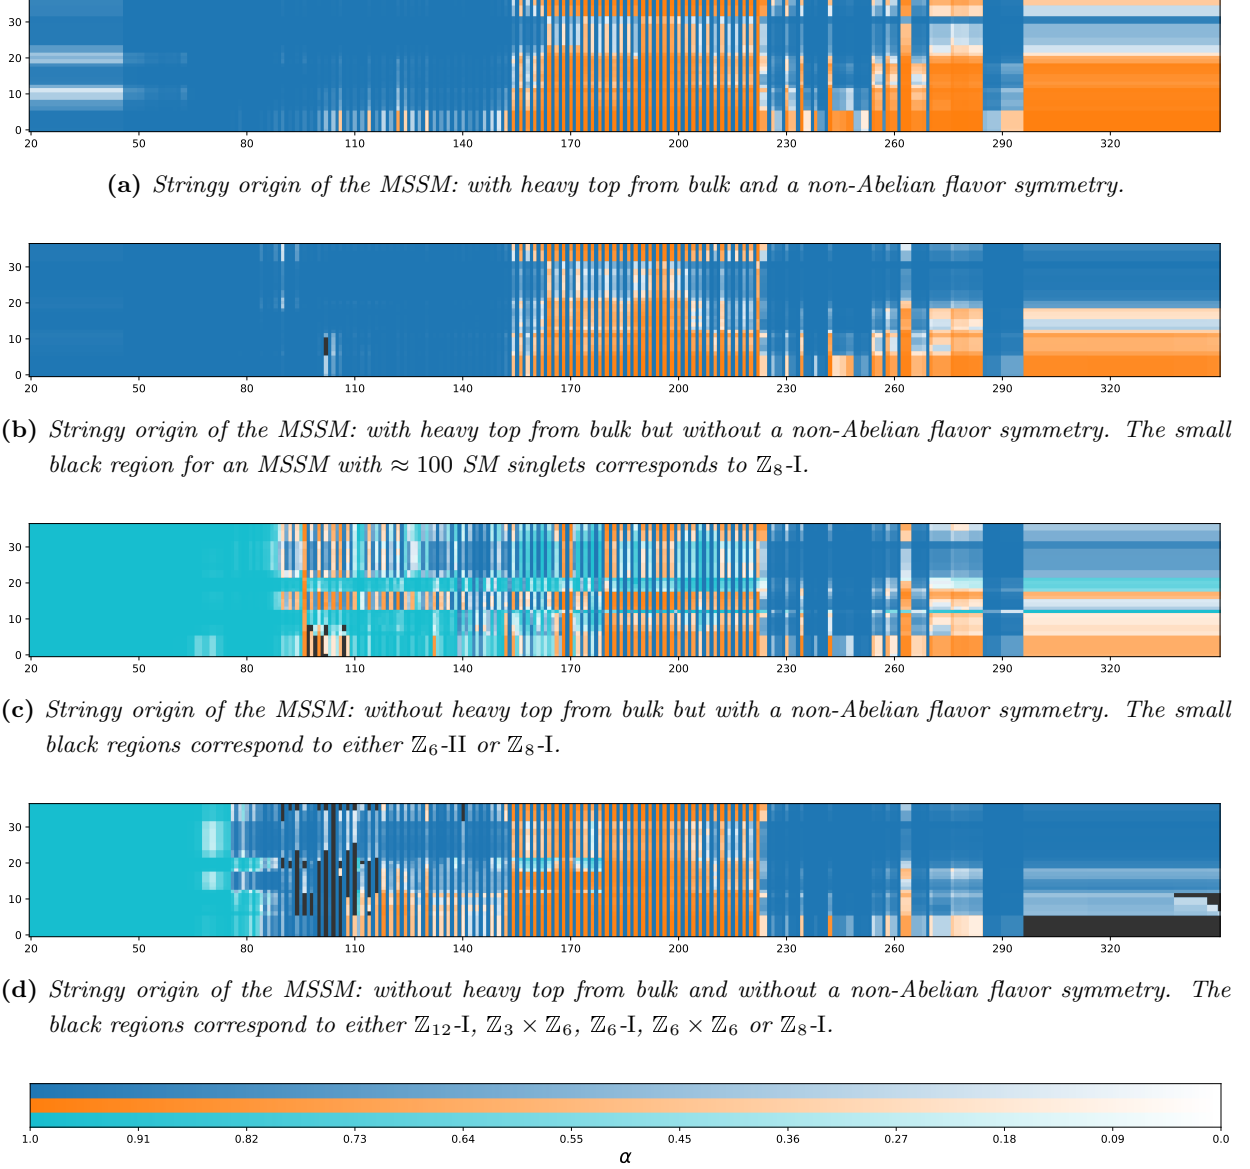 30
20
10
0
20 50 80 110 140 170 200 230 260 290 320
(a) Stringy origin of the MSSM: with heavy top from bulk and a non-Abelian flavor symmetry.
30
20
10
0
20 50 80 110 140 170 200 230 260 290 320
(b) Stringy origin of the MSSM: with heavy top from bulk but without a non-Abelian flavor symmetry. The small
black region for an MSSM with ≈ 100 SM singlets corresponds to ℤ₈-I.
30
20
10
0
20 50 80 110 140 170 200 230 260 290 320
(c) Stringy origin of the MSSM: without heavy top from bulk but with a non-Abelian flavor symmetry. The small
black regions correspond to either ℤ₆-II or ℤ₈-I.
30
20
10
0
20 50 80 110 140 170 200 230 260 290 320
(d) Stringy origin of the MSSM: without heavy top from bulk and without a non-Abelian flavor symmetry. The
black regions correspond to either ℤ₁₂-I, ℤ₃ × ℤ₆, ℤ₆-I, ℤ₆ × ℤ₆ or ℤ₈-I.
1.0 0.91 0.82 0.73 0.64 0.55 0.45 0.36 0.27 0.18 0.09 0.0
α